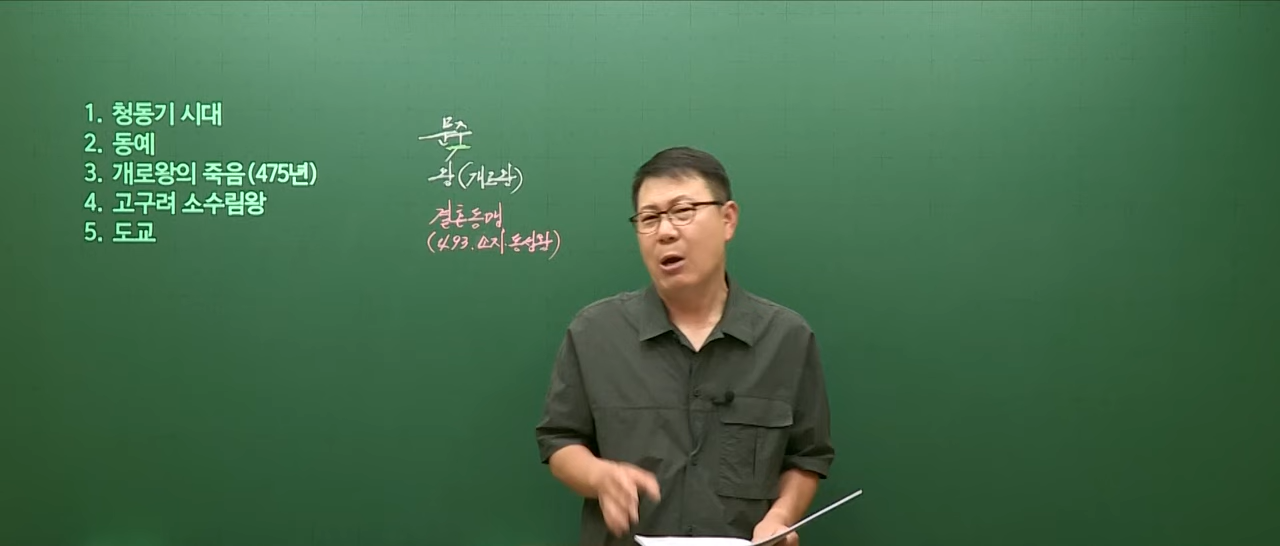 1. 청동기 시대
2. 동예
3. 개로왕의 죽음(475년)
4. 고구려 소수림왕
5. 도교
문주
왕(개로왕)
결혼동맹
(493. 소지·동성왕)